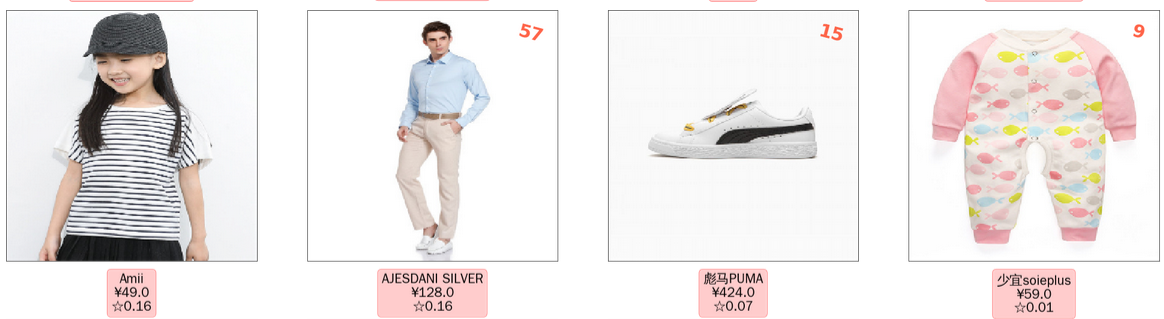 57
15
9
Amii
¥49.0
☆0.16
AJESDANI SILVER
¥128.0
☆0.16
彪马PUMA
¥424.0
☆0.07
少宜soieplus
¥59.0
☆0.01